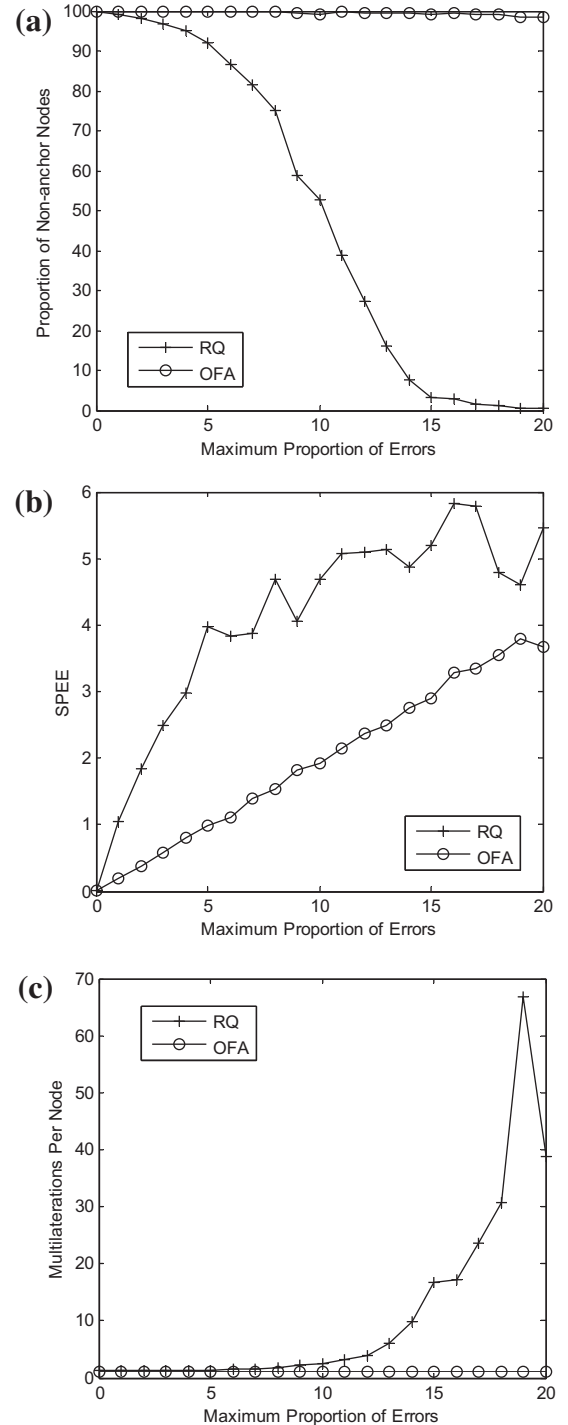 (a)
100
90
80
70
60
50
40
30
20
10
0
Proportion of Non-anchor Nodes
RQ
OFA
0 5 10 15 20
Maximum Proportion of Errors
(b)
6
5
4
3
2
1
0
SPEE
RQ
OFA
0 5 10 15 20
Maximum Proportion of Errors
(c)
70
60
50
40
30
20
10
0
Multilaterations Per Node
RQ
OFA
0 5 10 15 20
Maximum Proportion of Errors